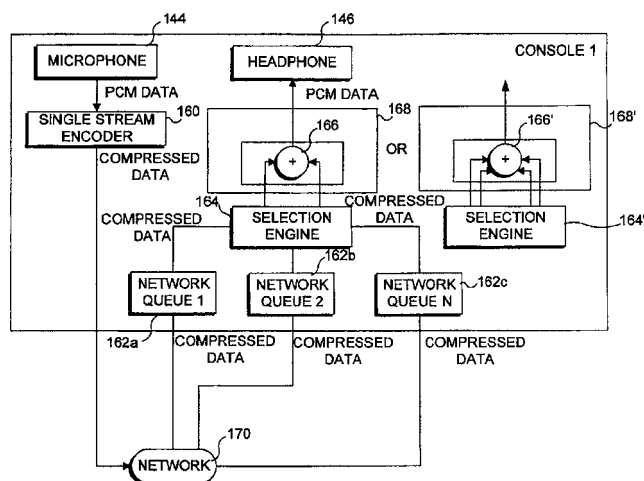 144
146
CONSOLE 1
MICROPHONE
HEADPHONE
PCM DATA
160
PCM DATA
168
166
166'
168'
SINGLE STREAM
ENCODER
+
OR
+
COMPRESSED
DATA
164
COMPRESSED
DATA
SELECTION
ENGINE
COMPRESSED
DATA
SELECTION
ENGINE
164'
162b
NETWORK
QUEUE 1
NETWORK
QUEUE 2
NETWORK
QUEUE N
162c
162a
COMPRESSED
DATA
COMPRESSED
DATA
COMPRESSED
DATA
170
NETWORK